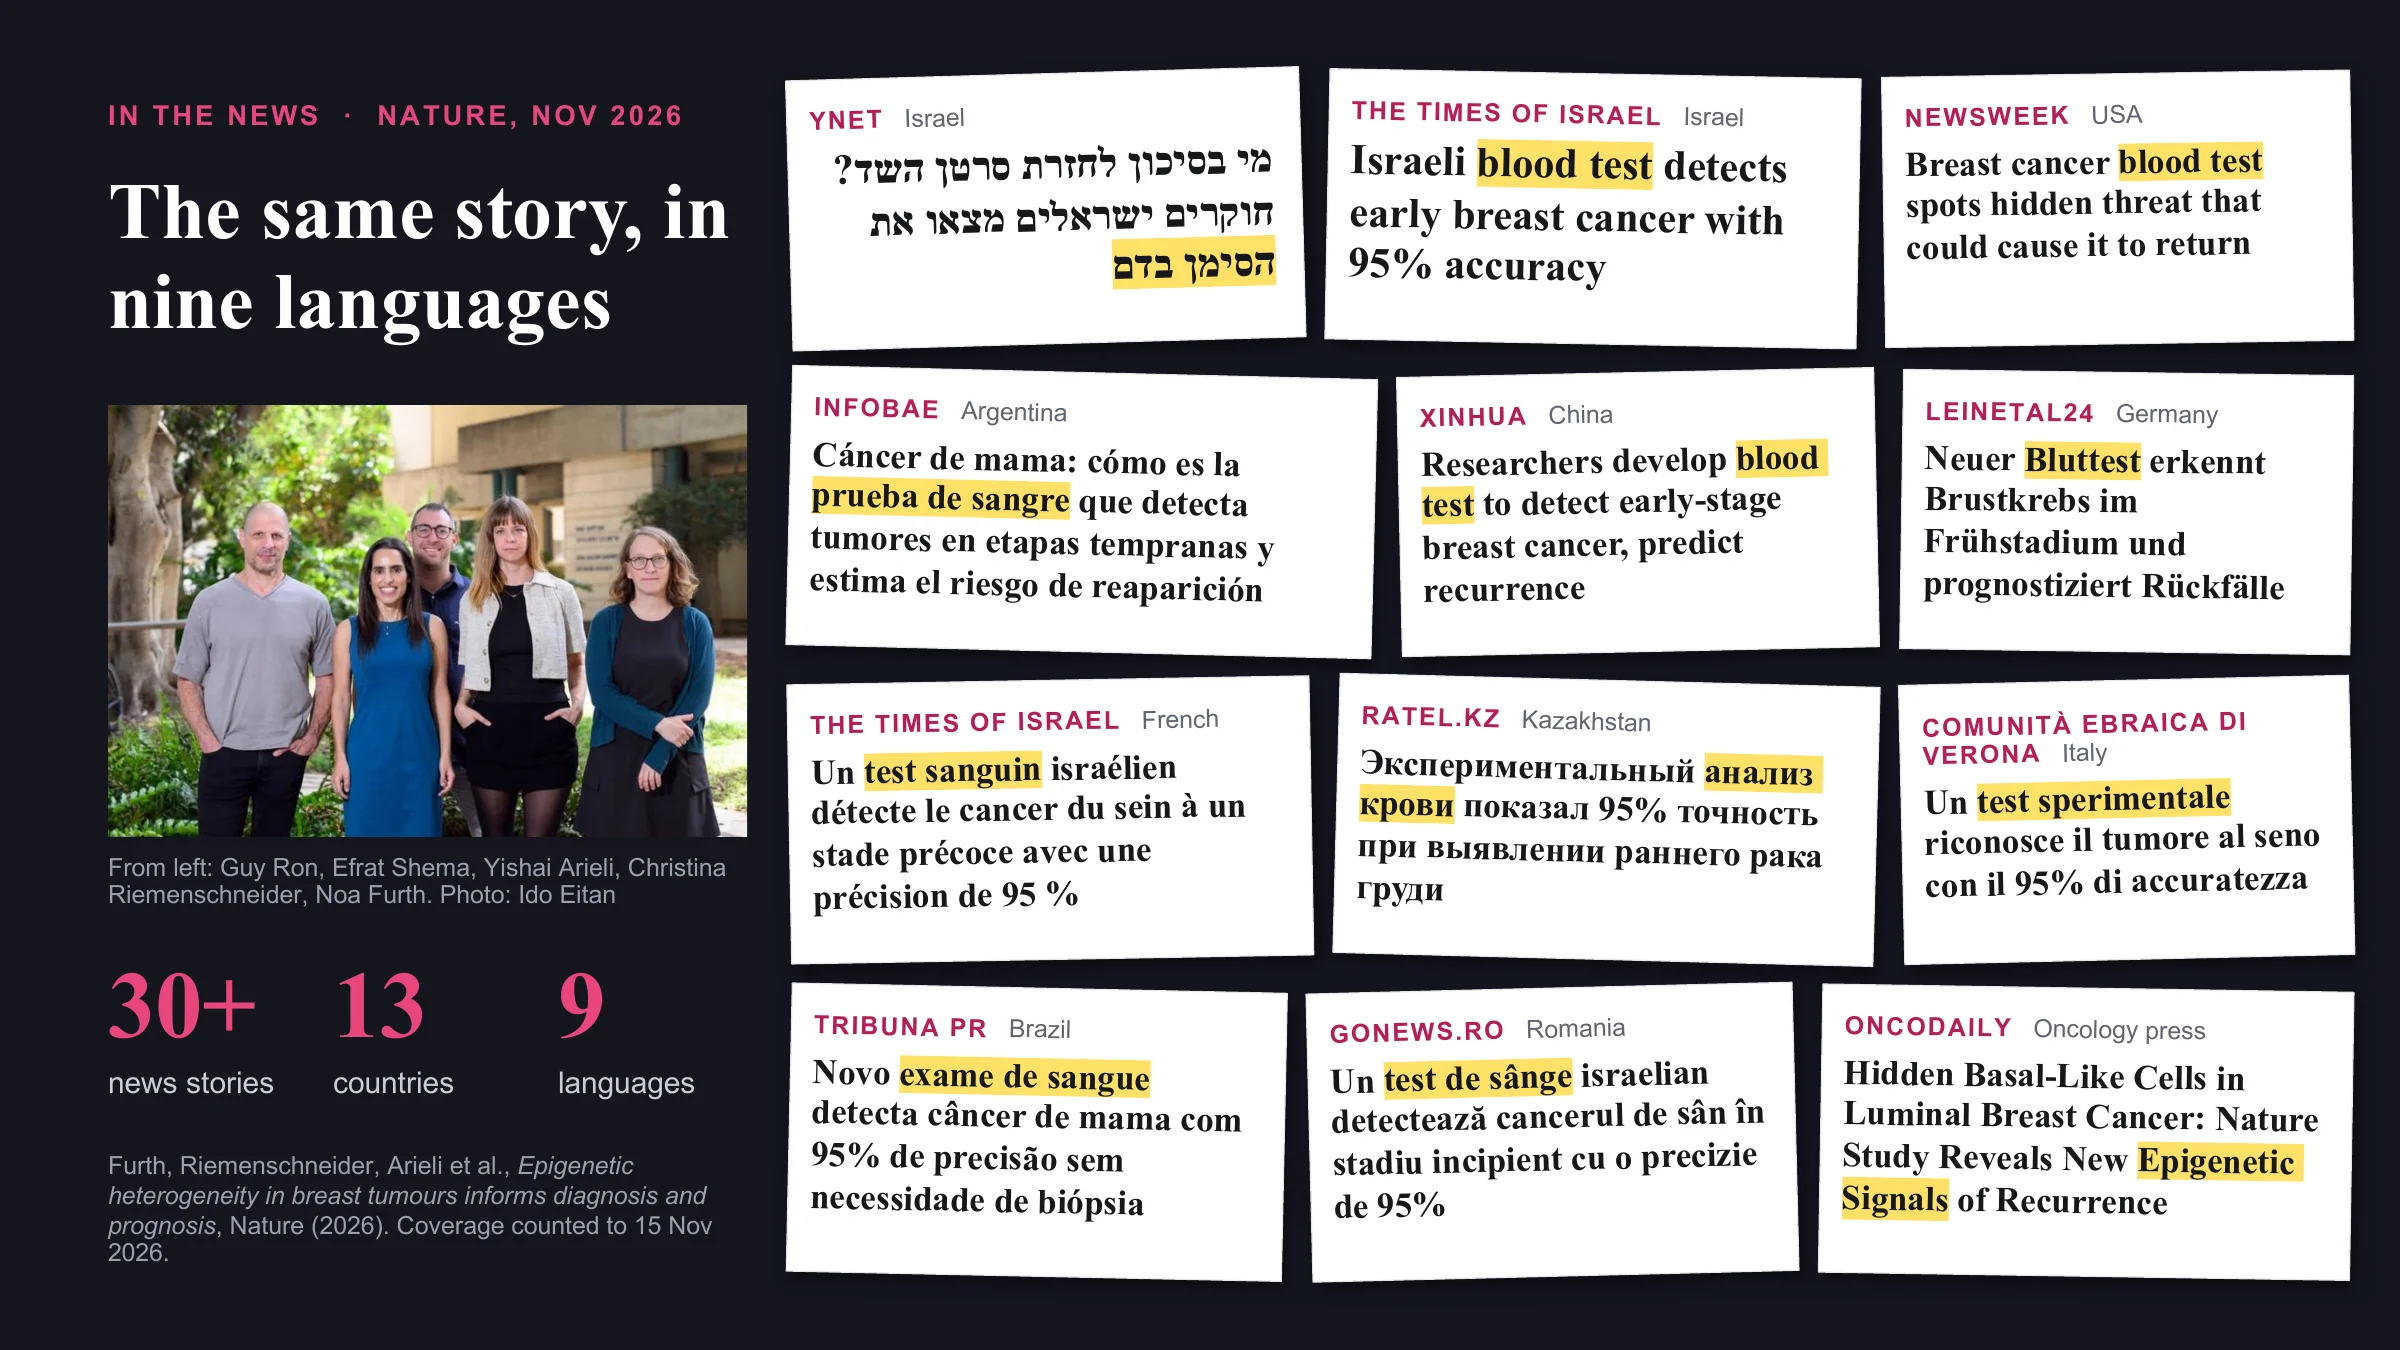 IN THE NEWS · NATURE, NOV 2026
The same story, in
nine languages
From left: Guy Ron, Efrat Shema, Yishai Arieli, Christina
Riemenschneider, Noa Furth. Photo: Ido Eitan
30+ 13 9
news stories countries languages
Furth, Riemenschneider, Arieli et al., Epigenetic
heterogeneity in breast tumours informs diagnosis and
prognosis, Nature (2026). Coverage counted to 15 Nov
2026.
YNET Israel
מי בסיכון לחזרת סרטן השד?
חוקרים ישראלים מצאו את
הסימן בדם
THE TIMES OF ISRAEL Israel
Israeli blood test detects
early breast cancer with
95% accuracy
NEWSWEEK USA
Breast cancer blood test
spots hidden threat that
could cause it to return
INFOBAE Argentina
Cáncer de mama: cómo es la
prueba de sangre que detecta
tumores en etapas tempranas y
estima el riesgo de reaparición
XINHUA China
Researchers develop blood
test to detect early-stage
breast cancer, predict
recurrence
LEINETAL24 Germany
Neuer Bluttest erkennt
Brustkrebs im
Frühstadium und
prognostiziert Rückfälle
THE TIMES OF ISRAEL French
Un test sanguin israélien
détecte le cancer du sein à un
stade précoce avec une
précision de 95 %
RATEL.KZ Kazakhstan
Экспериментальный анализ
крови показал 95% точность
при выявлении раннего рака
груди
COMUNITÀ EBRAICA DI
VERONA Italy
Un test sperimentale
riconosce il tumore al seno
con il 95% di accuratezza
TRIBUNA PR Brazil
Novo exame de sangue
detecta câncer de mama com
95% de precisão sem
necessidade de biópsia
GONEWS.RO Romania
Un test de sânge israelian
detectează cancerul de sân în
stadiu incipient cu o precizie
de 95%
ONCODAILY Oncology press
Hidden Basal-Like Cells in
Luminal Breast Cancer: Nature
Study Reveals New Epigenetic
Signals of Recurrence